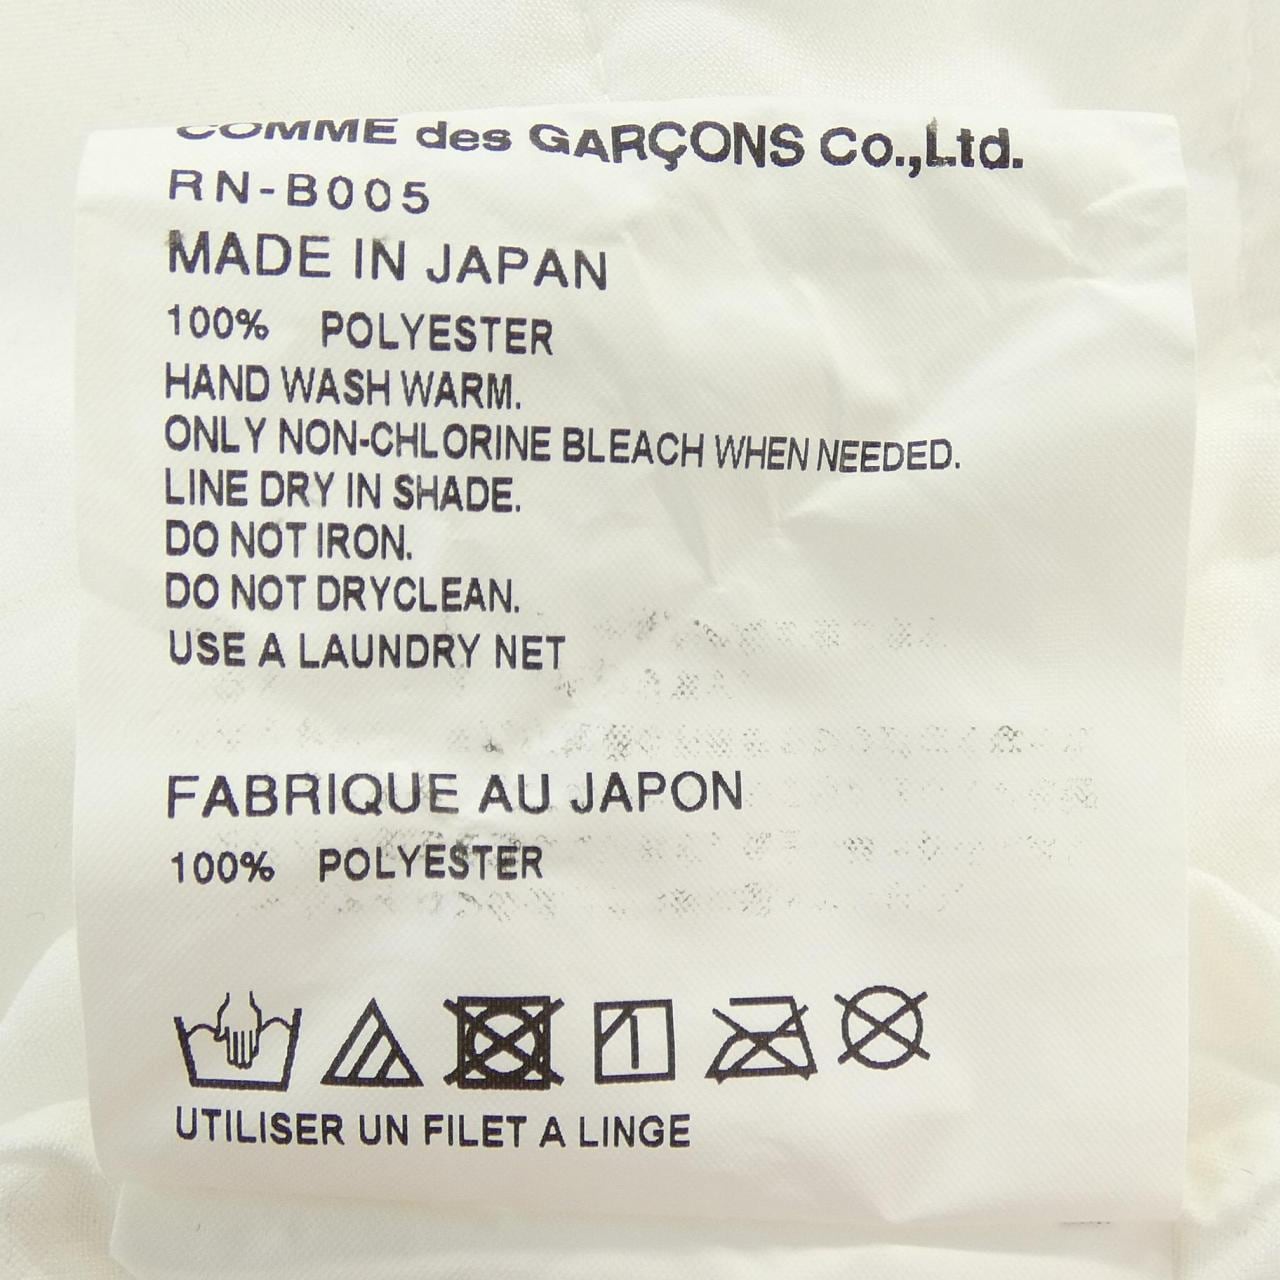 COMME des GARÇONS Co.,Ltd.
RN-B005
MADE IN JAPAN
100% POLYESTER
HAND WASH WARM.
ONLY NON-CHLORINE BLEACH WHEN NEEDED.
LINE DRY IN SHADE.
DO NOT IRON.
DO NOT DRYCLEAN.
USE A LAUNDRY NET
FABRIQUE AU JAPON
100% POLYESTER
UTILISER UN FILET A LINGE